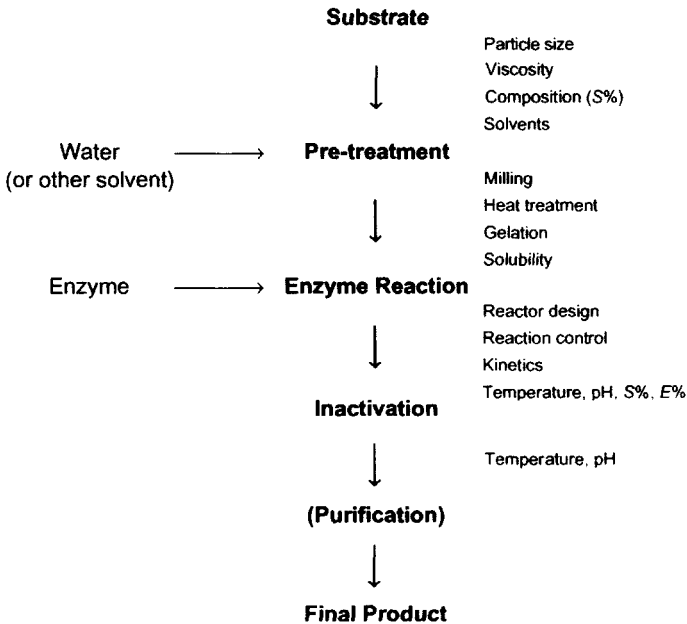 Substrate
Particle size
Viscosity
Composition (S%)
Solvents
Water
(or other solvent)
Pre-treatment
Milling
Heat treatment
Gelation
Solubility
Enzyme
Enzyme Reaction
Reactor design
Reaction control
Kinetics
Temperature, pH, S%, E%
Inactivation
Temperature, pH
(Purification)
Final Product